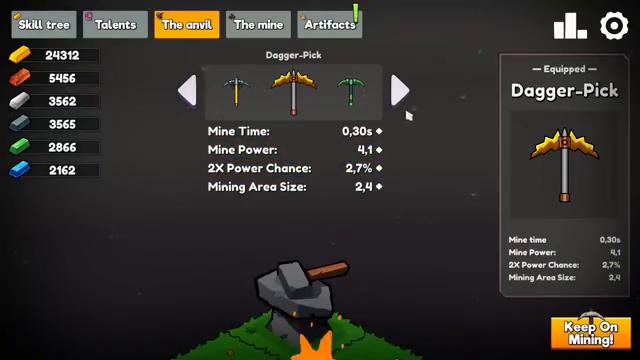 Skill tree
Talents
The anvil
The mine
Artifacts
!
24312
5456
3562
3565
2866
2162
Dagger-Pick
Mine Time: 0,30s
Mine Power: 4,1
2X Power Chance: 2,7%
Mining Area Size: 2,4
— Equipped —
Dagger-Pick
Mine time 0,30s
Mine Power: 4,1
2X Power Chance: 2,7%
Mining Area Size: 2,4
Keep On
Mining!